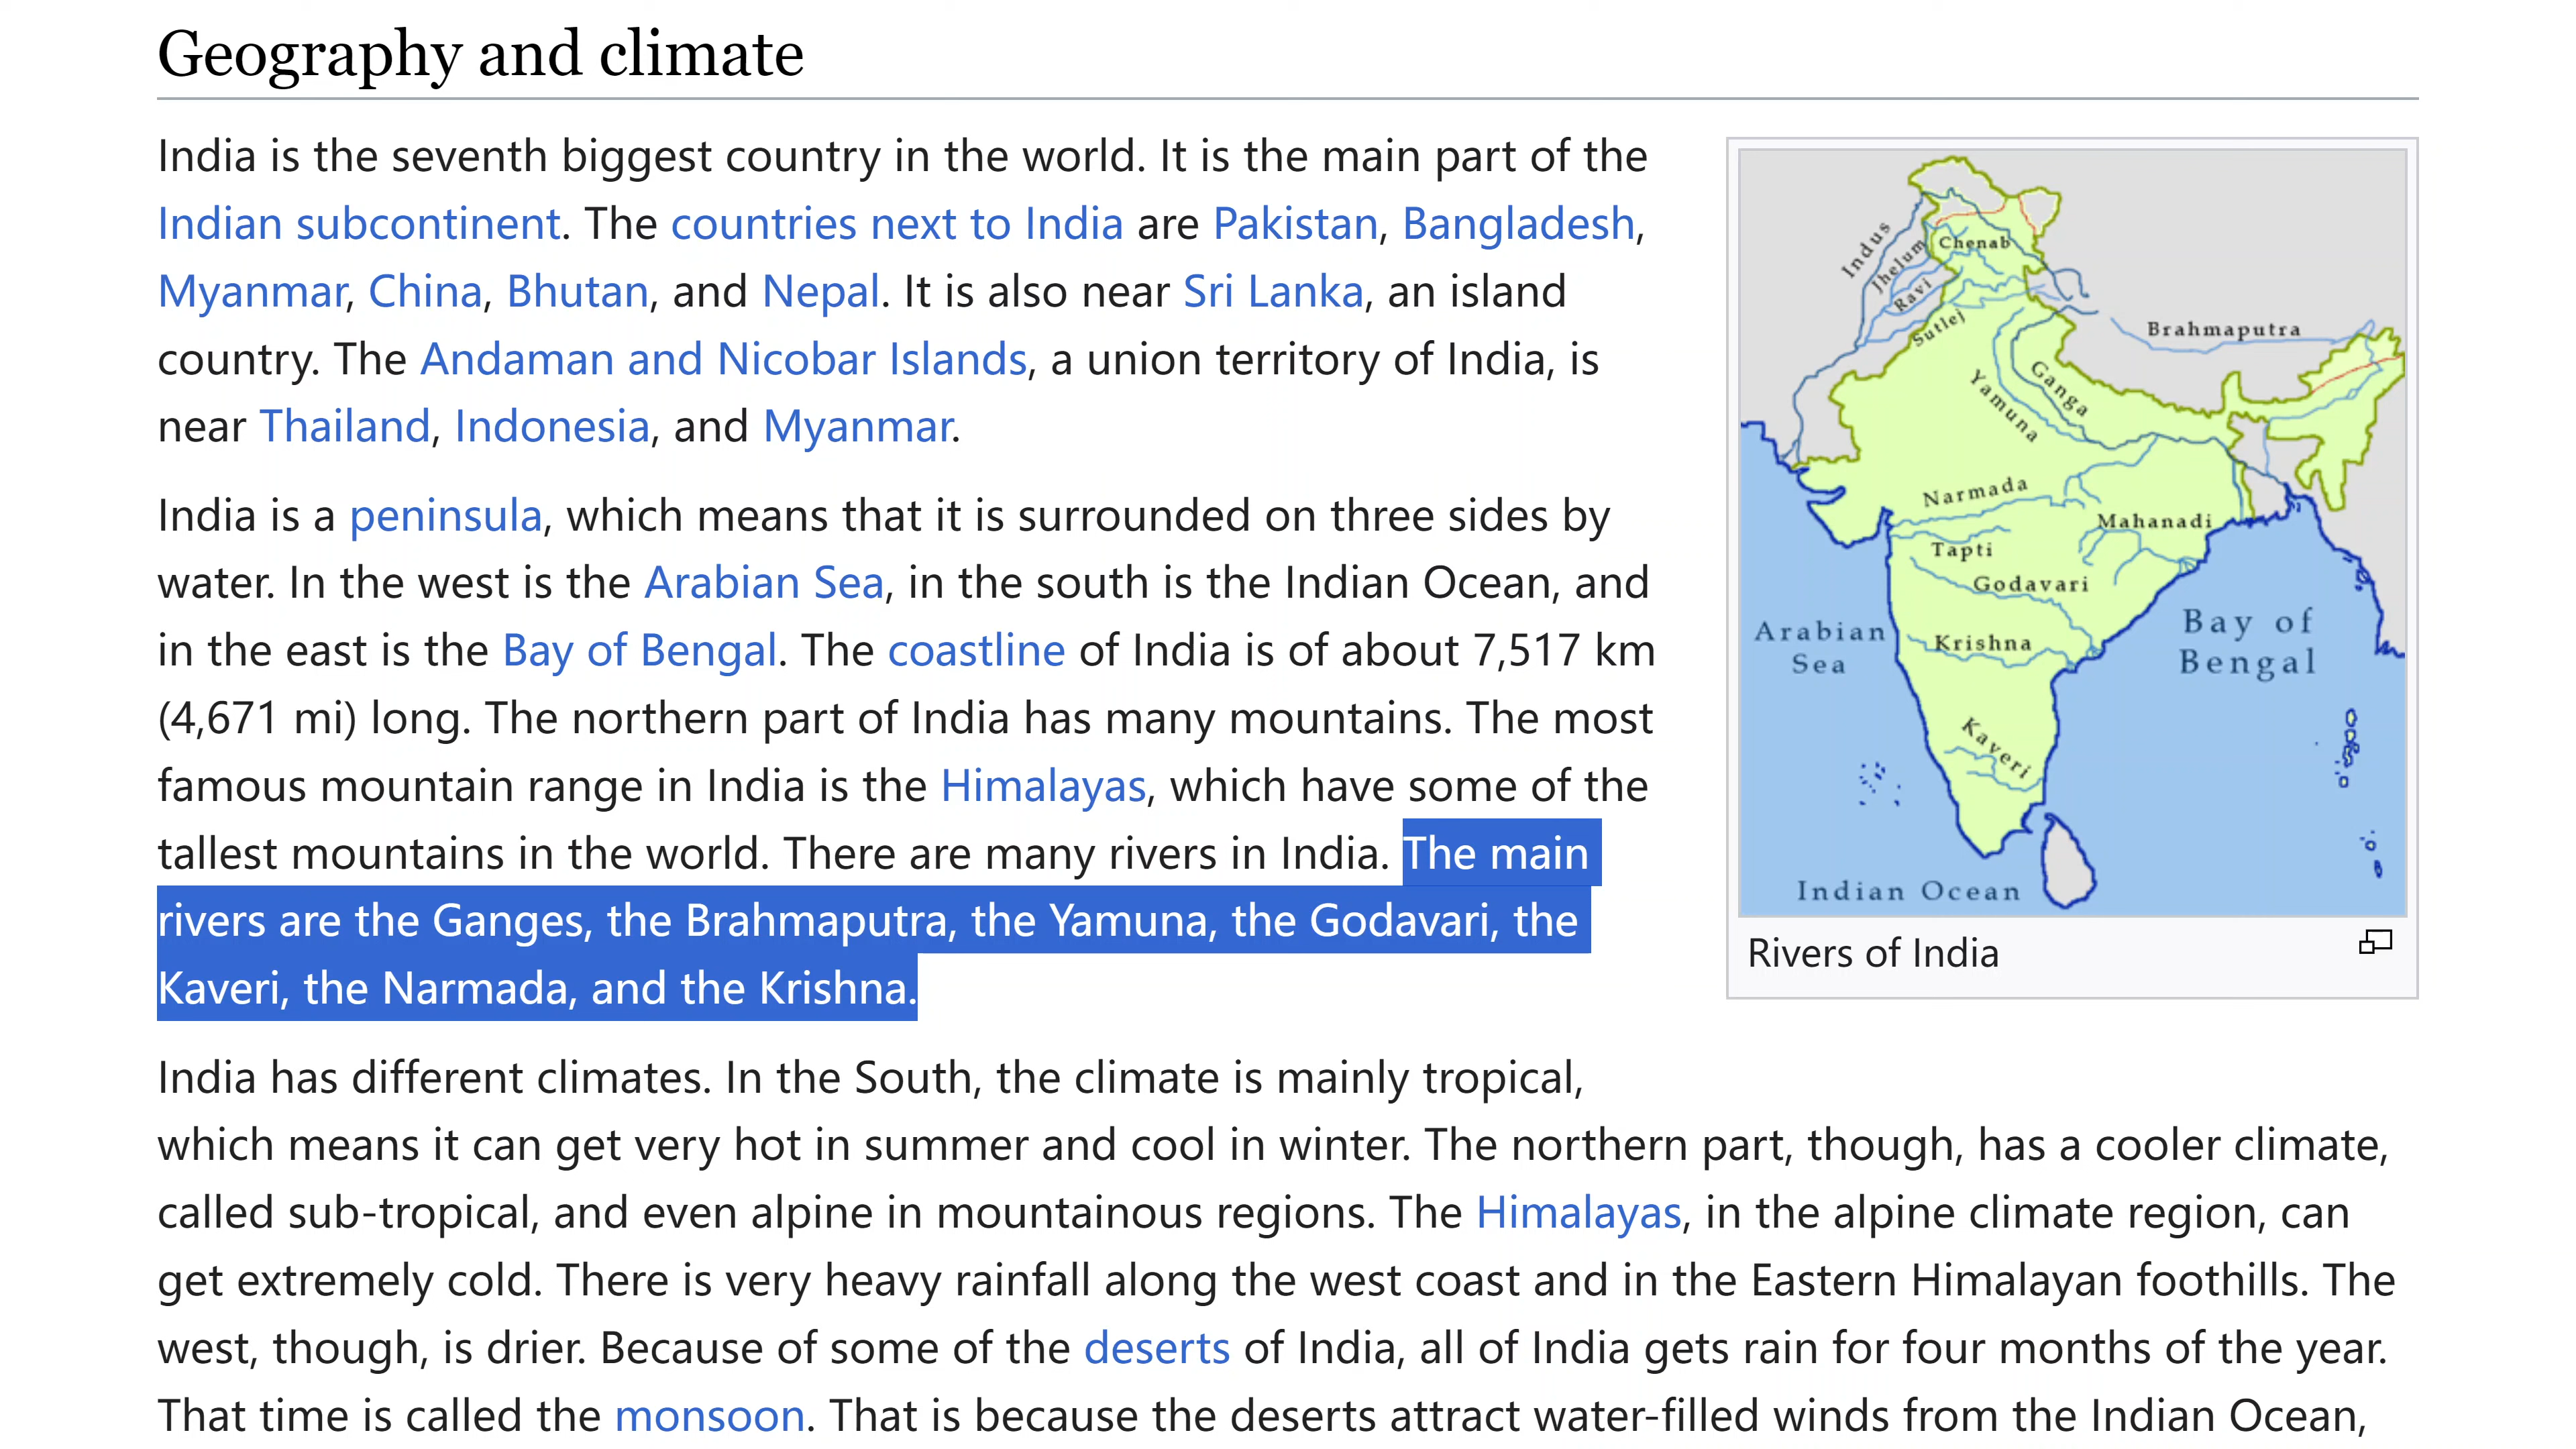 Geography and climate
India is the seventh biggest country in the world. It is the main part of the
Indian subcontinent. The countries next to India are Pakistan, Bangladesh,
Myanmar, China, Bhutan, and Nepal. It is also near Sri Lanka, an island
country. The Andaman and Nicobar Islands, a union territory of India, is
near Thailand, Indonesia, and Myanmar.
India is a peninsula, which means that it is surrounded on three sides by
water. In the west is the Arabian Sea, in the south is the Indian Ocean, and
in the east is the Bay of Bengal. The coastline of India is of about 7,517 km
(4,671 mi) long. The northern part of India has many mountains. The most
famous mountain range in India is the Himalayas, which have some of the
tallest mountains in the world. There are many rivers in India. The main
rivers are the Ganges, the Brahmaputra, the Yamuna, the Godavari, the
Kaveri, the Narmada, and the Krishna.
Indus
Jhelum
Chenab
Ravi
Sutlej
Brahmaputra
Ganga
Yamuna
Narmada
Mahanadi
Tapti
Godavari
Arabian
Sea
Krishna
Bay of
Bengal
Kaveri
Indian Ocean
Rivers of India
India has different climates. In the South, the climate is mainly tropical,
which means it can get very hot in summer and cool in winter. The northern part, though, has a cooler climate,
called sub-tropical, and even alpine in mountainous regions. The Himalayas, in the alpine climate region, can
get extremely cold. There is very heavy rainfall along the west coast and in the Eastern Himalayan foothills. The
west, though, is drier. Because of some of the deserts of India, all of India gets rain for four months of the year.
That time is called the monsoon. That is because the deserts attract water-filled winds from the Indian Ocean,